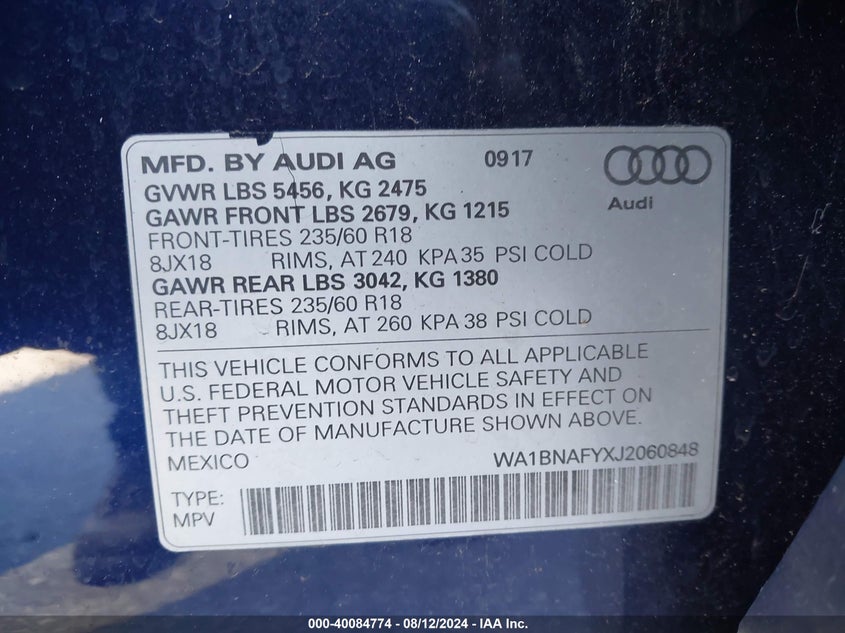 MFD. BY AUDI AG 0917
GVWR LBS 5456, KG 2475
GAWR FRONT LBS 2679, KG 1215
Audi
FRONT-TIRES 235/60 R18
8JX18 RIMS, AT 240 KPA 35 PSI COLD
GAWR REAR LBS 3042, KG 1380
REAR-TIRES 235/60 R18
8JX18 RIMS, AT 260 KPA 38 PSI COLD
THIS VEHICLE CONFORMS TO ALL APPLICABLE
U.S. FEDERAL MOTOR VEHICLE SAFETY AND
THEFT PREVENTION STANDARDS IN EFFECT ON
THE DATE OF MANUFACTURE SHOWN ABOVE.
MEXICO WA1BNAFYXJ2060848
TYPE:
MPV
000-40084774 - 08/12/2024 - IAA Inc.